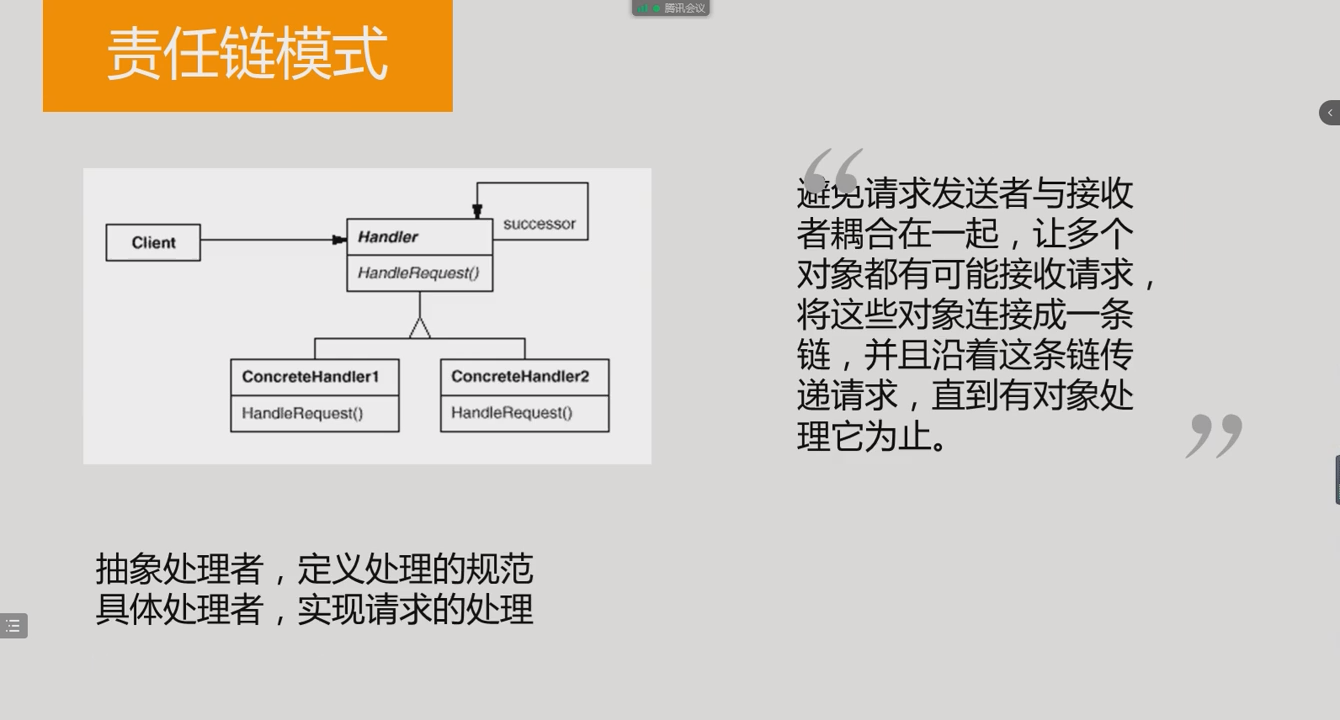 腾讯会议
责任链模式
Client
Handler
HandleRequest()
successor
ConcreteHandler1
HandleRequest()
ConcreteHandler2
HandleRequest()
“
避免请求发送者与接收
者耦合在一起，让多个
对象都有可能接收请求，
将这些对象连接成一条
链，并且沿着这条链传
递请求，直到有对象处
理它为止。
”
抽象处理者，定义处理的规范
具体处理者，实现请求的处理